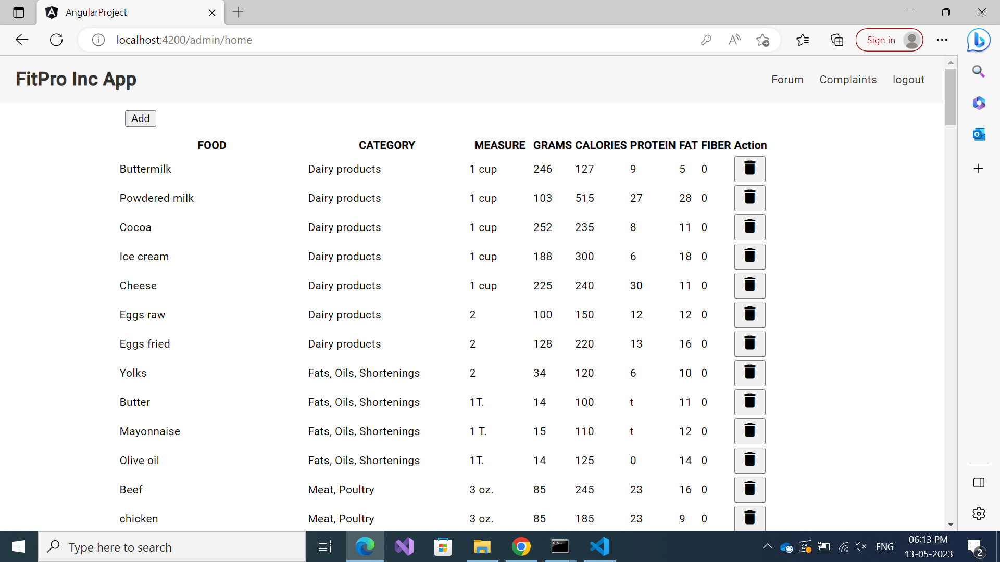 AngularProject
localhost:4200/admin/home
Sign in
FitPro Inc App
Forum Complaints logout
Add
FOOD CATEGORY MEASURE GRAMS CALORIES PROTEIN FAT FIBER Action
Buttermilk Dairy products 1 cup 246 127 9 5 0
Powdered milk Dairy products 1 cup 103 515 27 28 0
Cocoa Dairy products 1 cup 252 235 8 11 0
Ice cream Dairy products 1 cup 188 300 6 18 0
Cheese Dairy products 1 cup 225 240 30 11 0
Eggs raw Dairy products 2 100 150 12 12 0
Eggs fried Dairy products 2 128 220 13 16 0
Yolks Fats, Oils, Shortenings 2 34 120 6 10 0
Butter Fats, Oils, Shortenings 1T. 14 100 t 11 0
Mayonnaise Fats, Oils, Shortenings 1 T. 15 110 t 12 0
Olive oil Fats, Oils, Shortenings 1T. 14 125 0 14 0
Beef Meat, Poultry 3 oz. 85 245 23 16 0
chicken Meat, Poultry 3 oz. 85 185 23 9 0
Type here to search
ENG
06:13 PM
13-05-2023
2